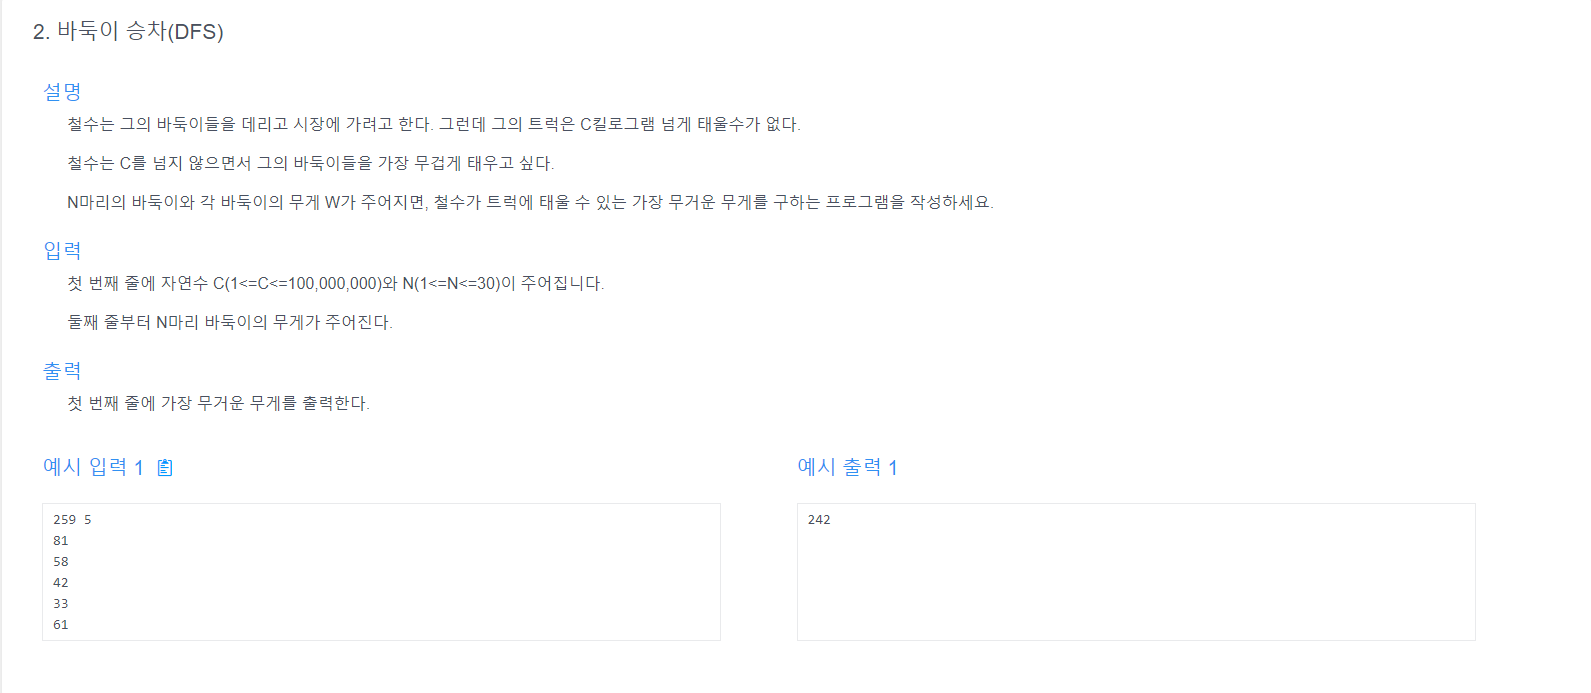 2. 바둑이 승차(DFS)
설명
철수는 그의 바둑이들을 데리고 시장에 가려고 한다. 그런데 그의 트럭은 C킬로그램 넘게 태울수가 없다.
철수는 C를 넘지 않으면서 그의 바둑이들을 가장 무겁게 태우고 싶다.
N마리의 바둑이와 각 바둑이의 무게 W가 주어지면, 철수가 트럭에 태울 수 있는 가장 무거운 무게를 구하는 프로그램을 작성하세요.
입력
첫 번째 줄에 자연수 C(1<=C<=100,000,000)와 N(1<=N<=30)이 주어집니다.
둘째 줄부터 N마리 바둑이의 무게가 주어진다.
출력
첫 번째 줄에 가장 무거운 무게를 출력한다.
예시 입력 1
259 5
81
58
42
33
61
예시 출력 1
242